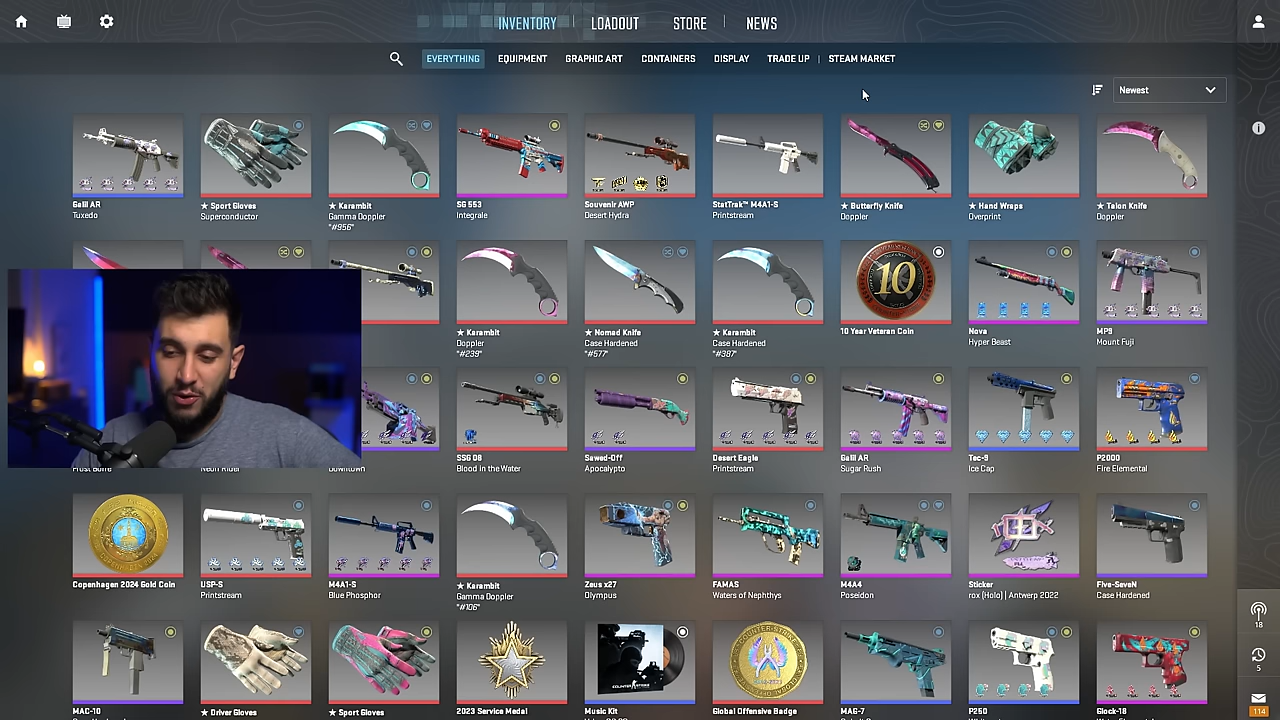 INVENTORY LOADOUT STORE NEWS
EVERYTHING EQUIPMENT GRAPHIC ART CONTAINERS DISPLAY TRADE UP STEAM MARKET
Newest
Galil AR
Tuxedo
★ Sport Gloves
Superconductor
★ Karambit
Gamma Doppler
"#956"
SG 553
Integrale
Souvenir AWP
Desert Hydra
StatTrak™ M4A1-S
Printstream
★ Butterfly Knife
Doppler
★ Hand Wraps
Overprint
★ Talon Knife
Doppler
★ Karambit
Doppler
"#239"
★ Nomad Knife
Case Hardened
"#577"
★ Karambit
Case Hardened
"#387"
10
10 Year Veteran Coin
Nova
Hyper Beast
MP9
Mount Fuji
SSG 08
Blood in the Water
Sawed-Off
Apocalypto
Desert Eagle
Printstream
Galil AR
Sugar Rush
Tec-9
Ice Cap
P2000
Fire Elemental
Copenhagen 2024 Gold Coin
USP-S
Printstream
M4A1-S
Blue Phosphor
★ Karambit
Gamma Doppler
"#106"
Zeus x27
Olympus
FAMAS
Waters of Nephthys
M4A4
Poseidon
Sticker
rox (Holo) | Antwerp 2022
Five-SeveN
Case Hardened
MAC-10
★ Driver Gloves
★ Sport Gloves
2023 Service Medal
Music Kit
Global Offensive Badge
MAG-7
P250
Glock-18
18
5
114